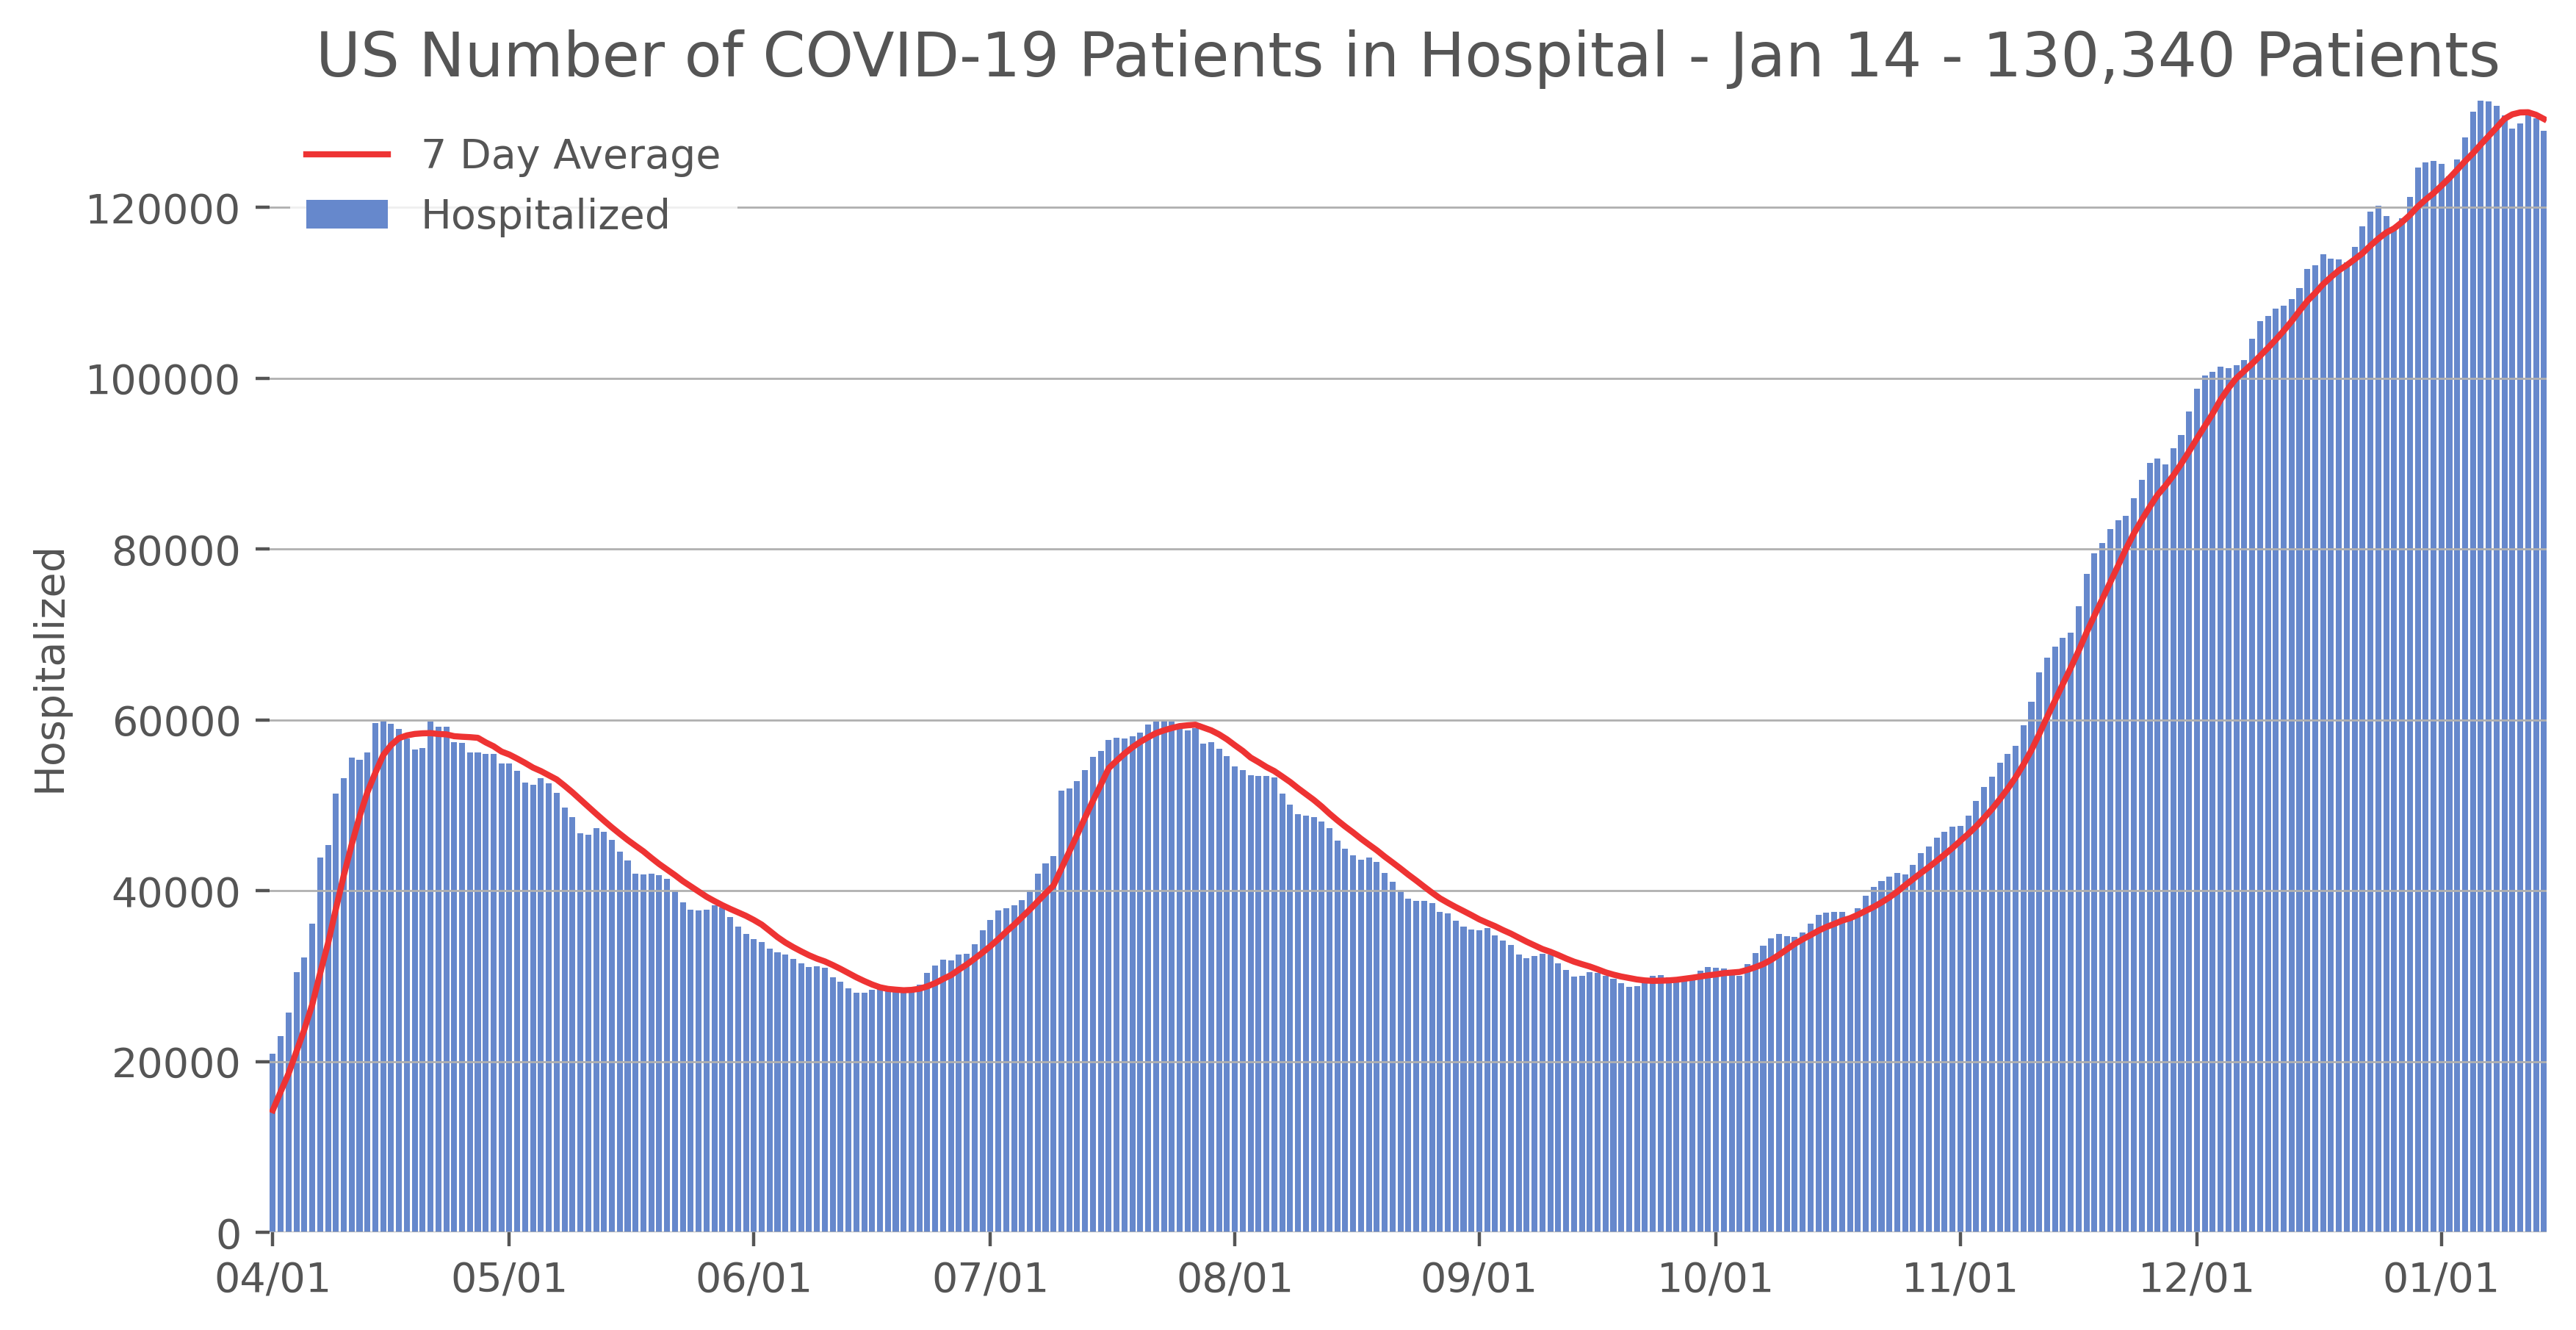 US Number of COVID-19 Patients in Hospital - Jan 14 - 130,340 Patients
7 Day Average
Hospitalized
120000
100000
80000
60000
40000
20000
0
Hospitalized
04/01 05/01 06/01 07/01 08/01 09/01 10/01 11/01 12/01 01/01